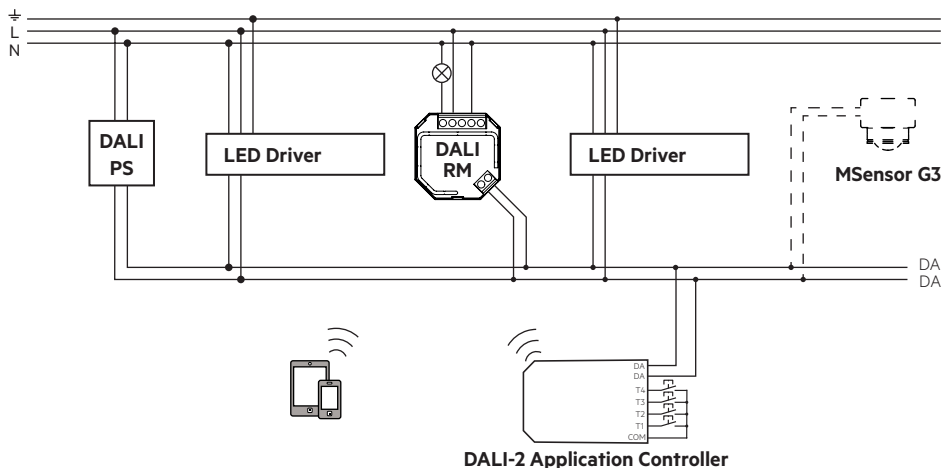 L
N
DALI
PS
LED Driver
DALI
RM
LED Driver
MSensor G3
DA
DA
DA
DA
T4
T3
T2
T1
COM
DALI-2 Application Controller